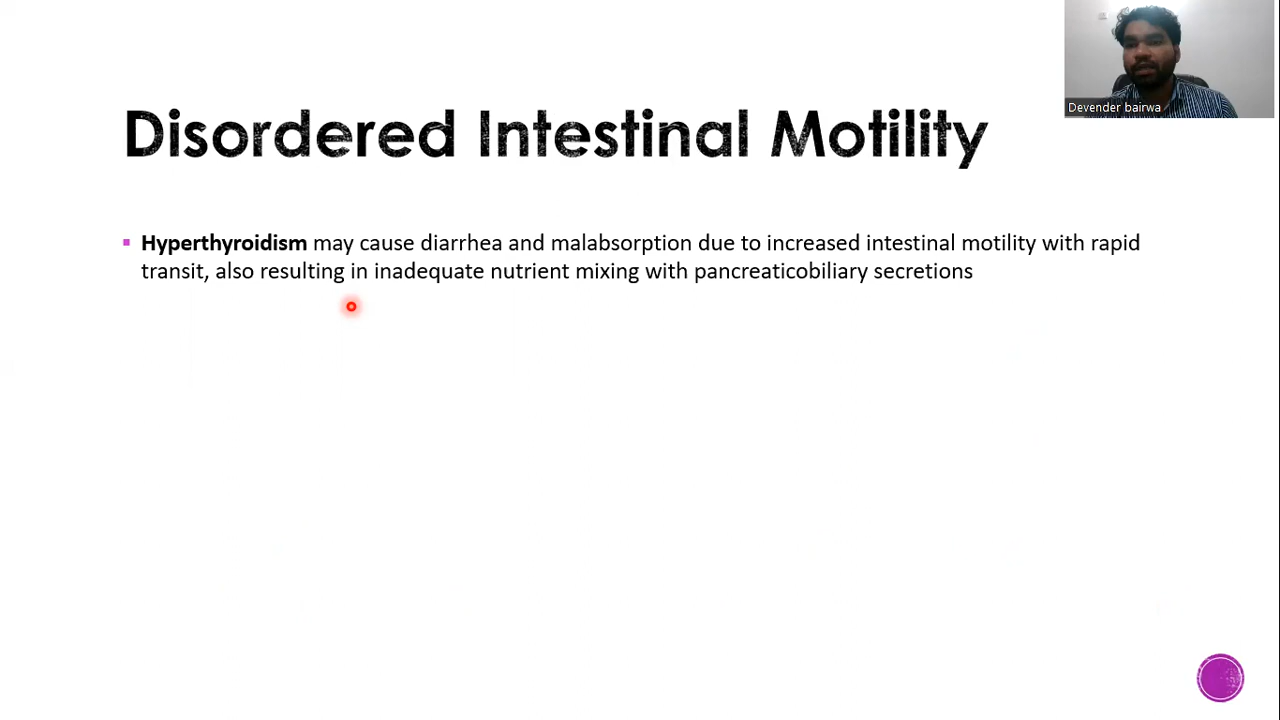 Devender bairwa
Disordered Intestinal Motility
Hyperthyroidism may cause diarrhea and malabsorption due to increased intestinal motility with rapid
transit, also resulting in inadequate nutrient mixing with pancreaticobiliary secretions